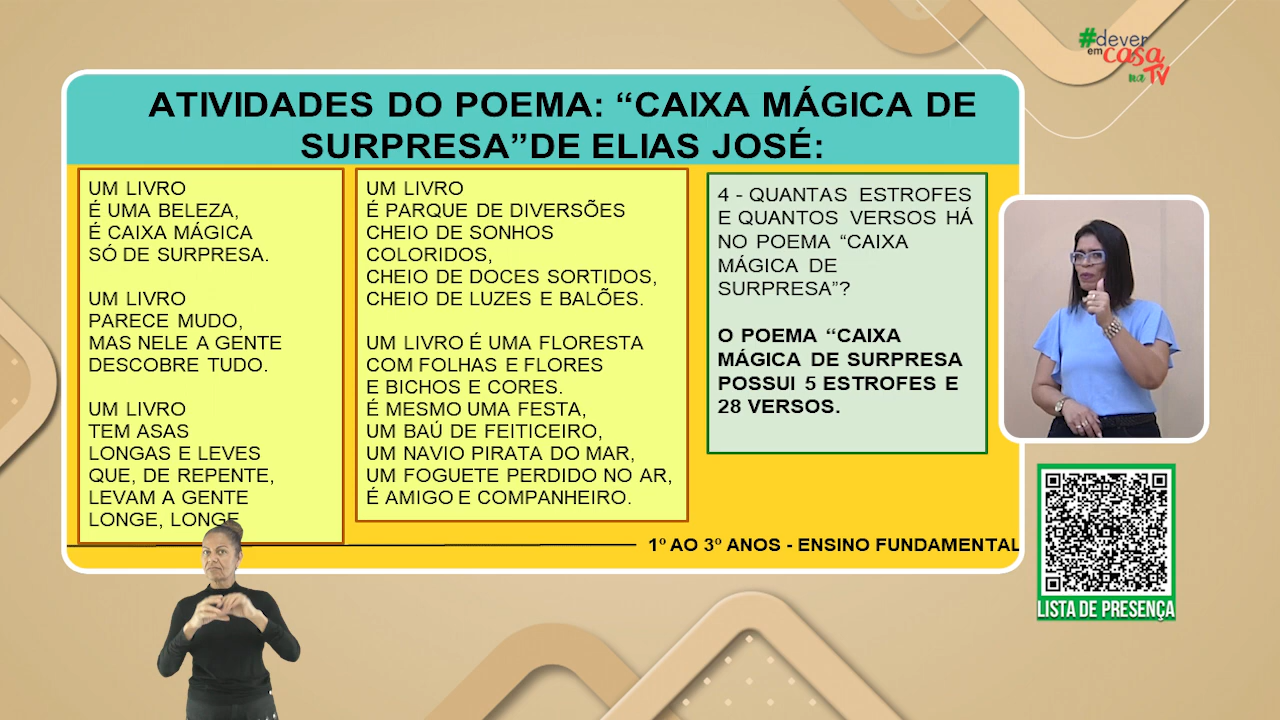 #dever
em casa
na TV
ATIVIDADES DO POEMA: “CAIXA MÁGICA DE
SURPRESA”DE ELIAS JOSÉ:
UM LIVRO
É UMA BELEZA,
É CAIXA MÁGICA
SÓ DE SURPRESA.
UM LIVRO
PARECE MUDO,
MAS NELE A GENTE
DESCOBRE TUDO.
UM LIVRO
TEM ASAS
LONGAS E LEVES
QUE, DE REPENTE,
LEVAM A GENTE
LONGE, LONGE
UM LIVRO
É PARQUE DE DIVERSÕES
CHEIO DE SONHOS
COLORIDOS,
CHEIO DE DOCES SORTIDOS,
CHEIO DE LUZES E BALÕES.
UM LIVRO É UMA FLORESTA
COM FOLHAS E FLORES
E BICHOS E CORES.
É MESMO UMA FESTA,
UM BAÚ DE FEITICEIRO,
UM NAVIO PIRATA DO MAR,
UM FOGUETE PERDIDO NO AR,
É AMIGO E COMPANHEIRO.
4 - QUANTAS ESTROFES
E QUANTOS VERSOS HÁ
NO POEMA “CAIXA
MÁGICA DE
SURPRESA”?
O POEMA “CAIXA
MÁGICA DE SURPRESA
POSSUI 5 ESTROFES E
28 VERSOS.
1º AO 3º ANOS - ENSINO FUNDAMENTAL
LISTA DE PRESENÇA